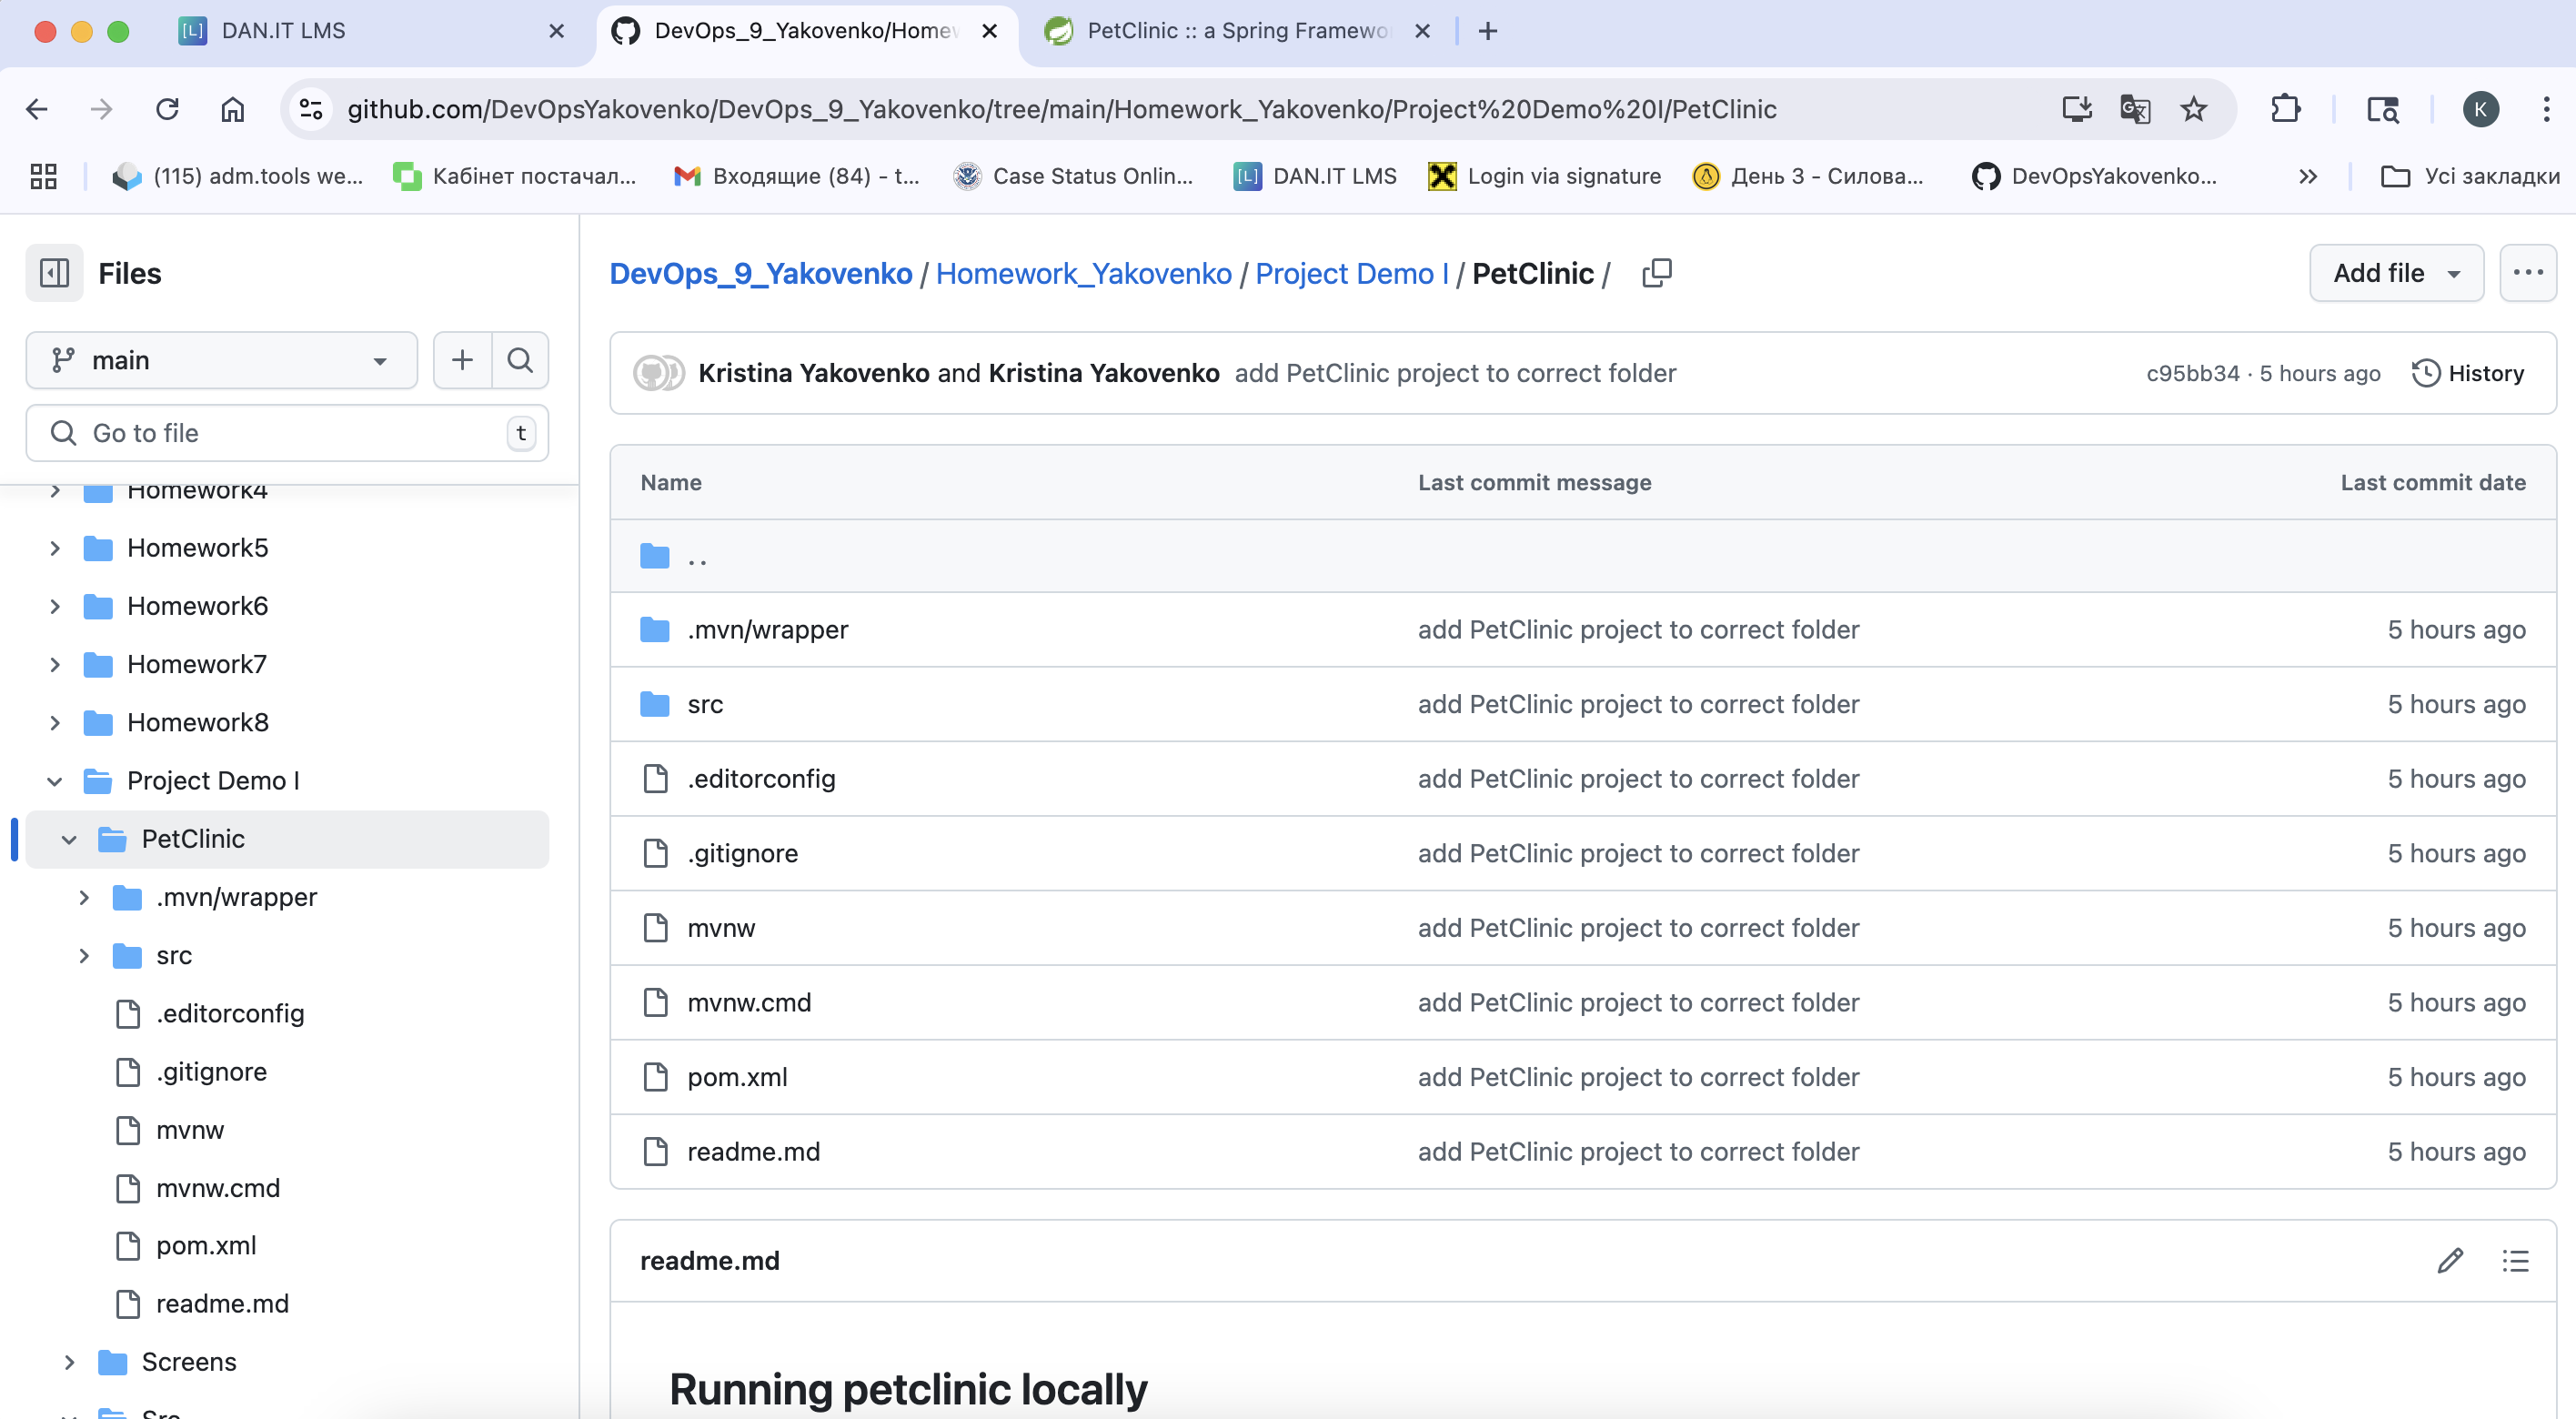 DAN.IT LMS
DevOps_9_Yakovenko/Homew
PetClinic :: a Spring Framewo
github.com/DevOpsYakovenko/DevOps_9_Yakovenko/tree/main/Homework_Yakovenko/Project%20Demo%20I/PetClinic
K
(115) adm.tools we...
Кабінет постачал...
Входящие (84) - t...
Case Status Onlin...
DAN.IT LMS
Login via signature
День 3 - Силова...
DevOpsYakovenko...
Усі закладки
Files
main
Go to file
t
Homework4
Homework5
Homework6
Homework7
Homework8
Project Demo I
PetClinic
.mvn/wrapper
src
.editorconfig
.gitignore
mvnw
mvnw.cmd
pom.xml
readme.md
Screens
Src
DevOps_9_Yakovenko / Homework_Yakovenko / Project Demo I / PetClinic /
Add file
Kristina Yakovenko and Kristina Yakovenko add PetClinic project to correct folder
c95bb34 · 5 hours ago
History
Name Last commit message Last commit date
..
.mvn/wrapper add PetClinic project to correct folder 5 hours ago
src add PetClinic project to correct folder 5 hours ago
.editorconfig add PetClinic project to correct folder 5 hours ago
.gitignore add PetClinic project to correct folder 5 hours ago
mvnw add PetClinic project to correct folder 5 hours ago
mvnw.cmd add PetClinic project to correct folder 5 hours ago
pom.xml add PetClinic project to correct folder 5 hours ago
readme.md add PetClinic project to correct folder 5 hours ago
readme.md
Running petclinic locally